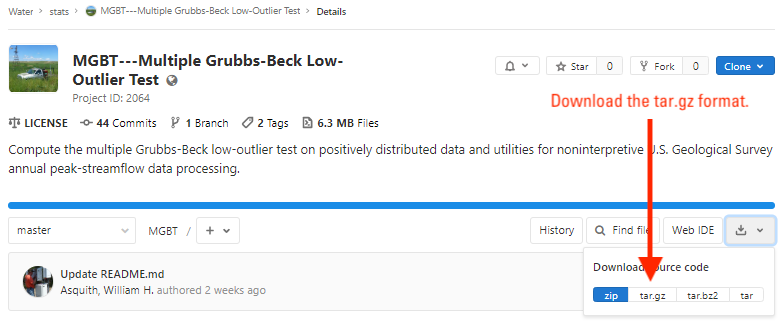 Water > stats > MGBT---Multiple Grubbs-Beck Low-Outlier Test > Details
MGBT---Multiple Grubbs-Beck Low-
Outlier Test
Project ID: 2064
Star 0 Fork 0 Clone
Download the tar.gz format.
LICENSE 44 Commits 1 Branch 2 Tags 6.3 MB Files
Compute the multiple Grubbs-Beck low-outlier test on positively distributed data and utilities for noninterpretive U.S. Geological Survey
annual peak-streamflow data processing.
master MGBT / + History Find file Web IDE
Update README.md
Asquith, William H. authored 2 weeks ago
Download source code
zip tar.gz tar.bz2 tar